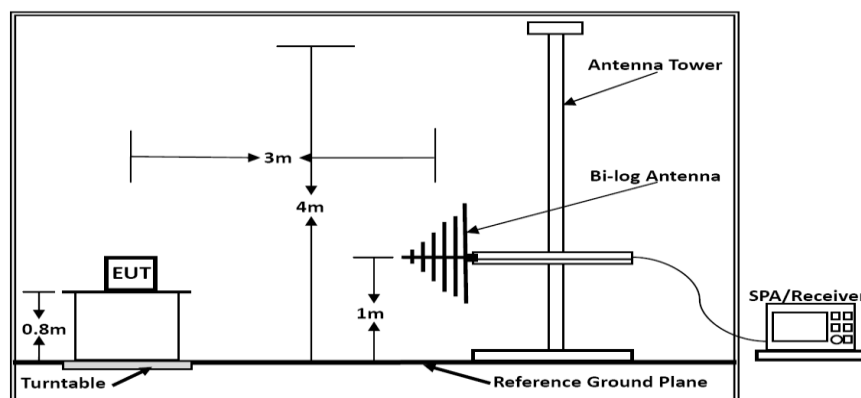 Antenna Tower
3m
Bi-log Antenna
4m
EUT
SPA/Receiver
0.8m
1m
Turntable
Reference Ground Plane